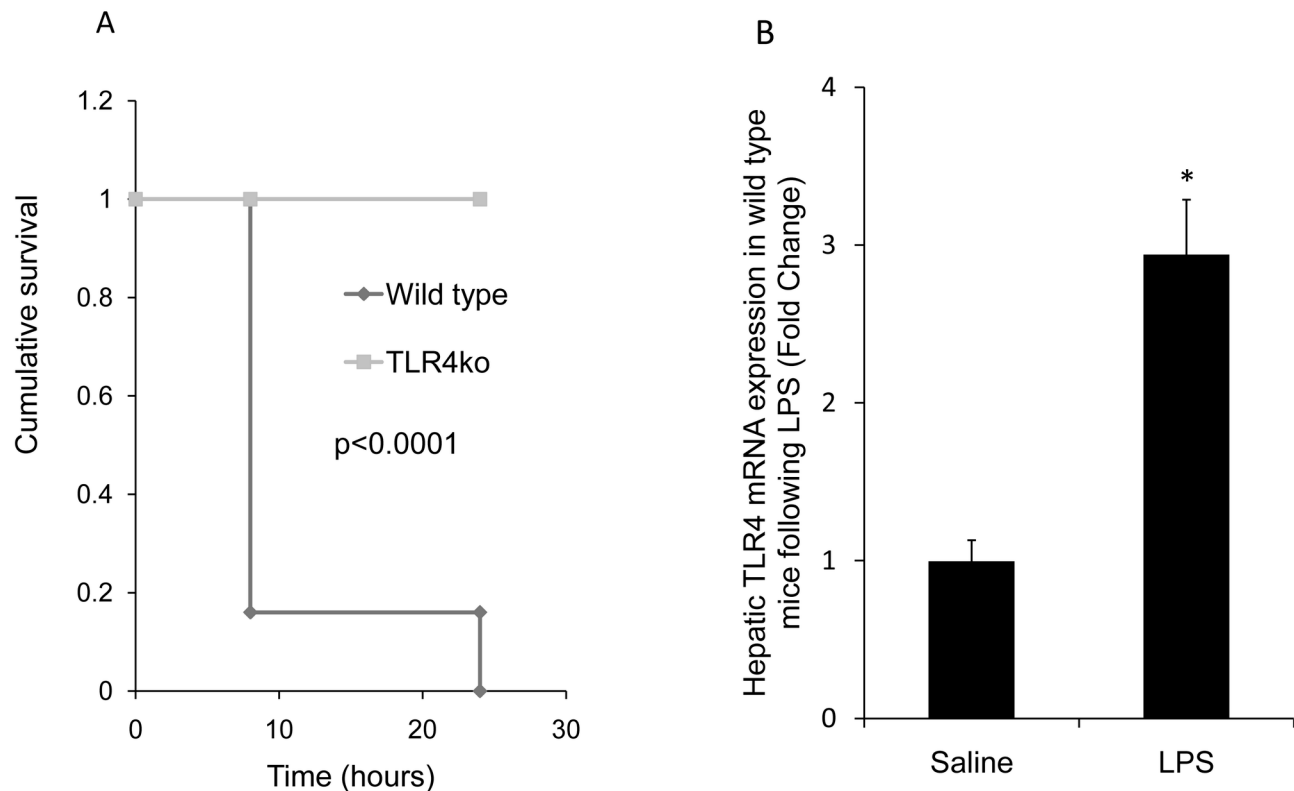 A
Cumulative survival
1.2
1
0.8
0.6
0.4
0.2
0
0 10 20 30
Time (hours)
Wild type
TLR4ko
p<0.0001
B
Hepatic TLR4 mRNA expression in wild type
mice following LPS (Fold Change)
4
3
2
1
0
*
Saline LPS